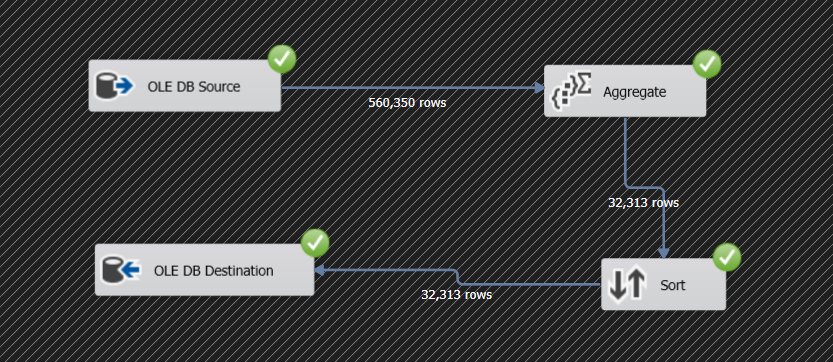 OLE DB Source
560,350 rows
Aggregate
32,313 rows
Sort
32,313 rows
OLE DB Destination